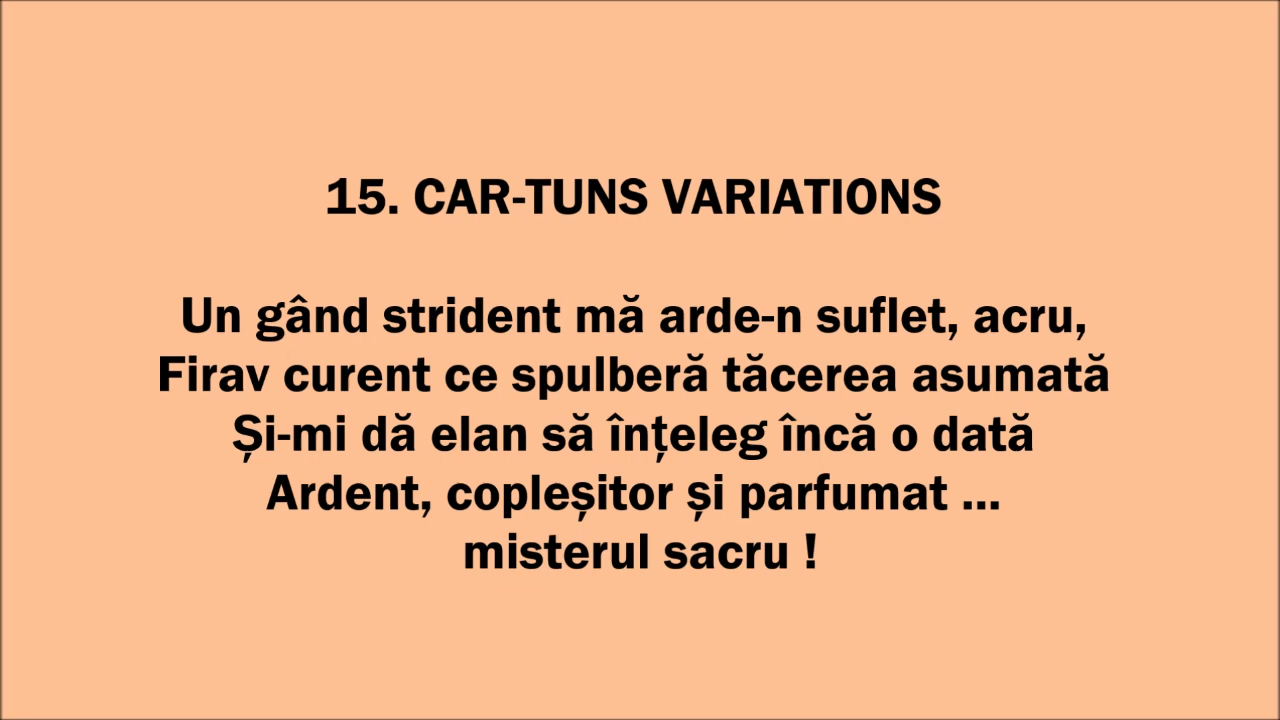 15. CAR-TUNS VARIATIONS
Un gând strident mă arde-n suflet, acru,
Firav curent ce spulberă tăcerea asumată
Și-mi dă elan să înțeleg încă o dată
Ardent, copleșitor și parfumat ...
misterul sacru !